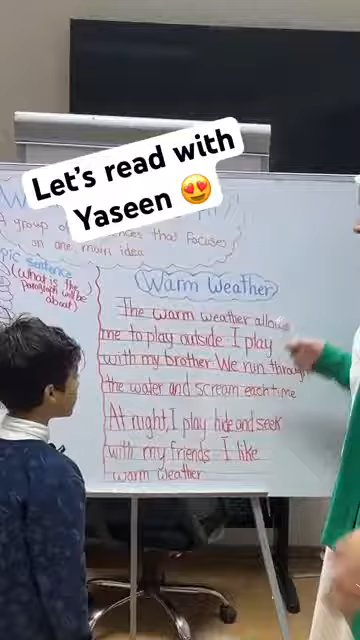 Let's read with
Yaseen 😍
A group of
that focuses
on one main idea
pic sentence
(what is the
paragraph will be
about)
Warm Weather
The warm weather allows
me to play outside I play
with my brother. We run through
the water and scream each time
At night, I play hide and seek
with my friends I like
warm weather